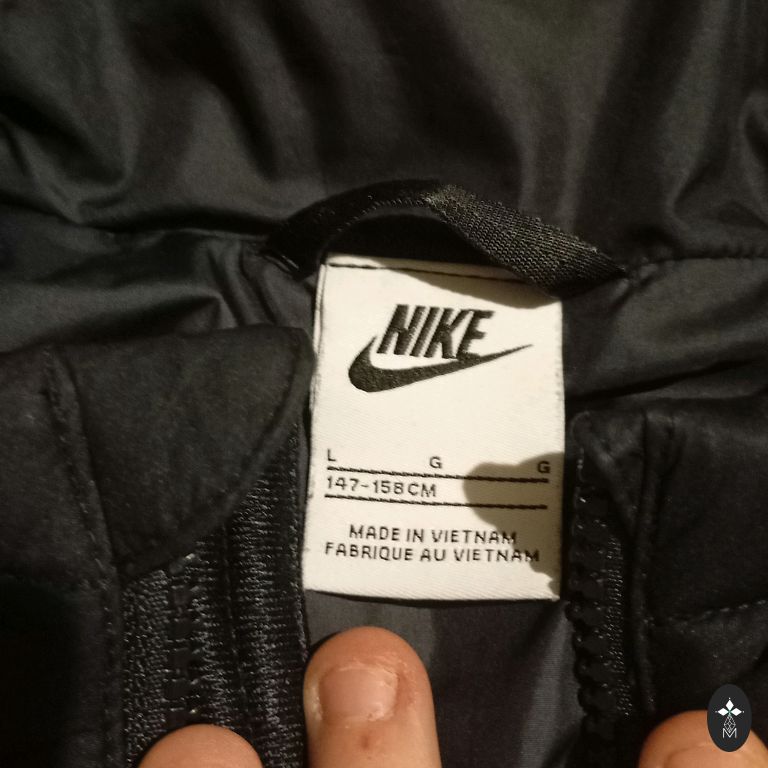 NIKE
L G G
147-158CM
MADE IN VIETNAM
FABRIQUE AU VIETNAM
M